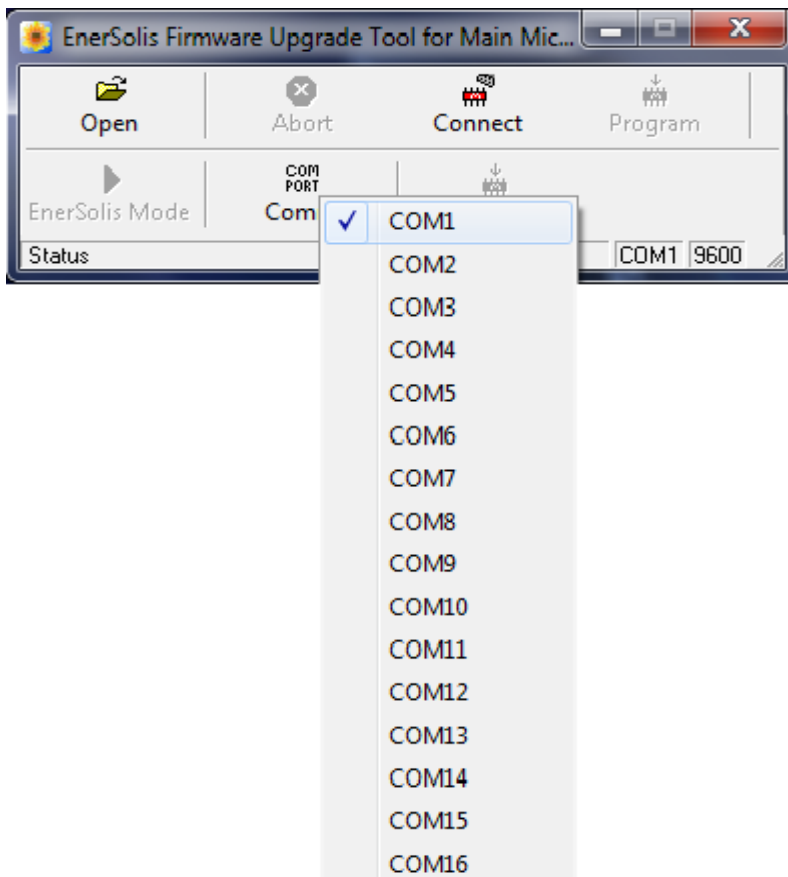 EnerSolis Firmware Upgrade Tool for Main Mic...
Open Abort Connect Program
COM
PORT
EnerSolis Mode Com
Status COM1 9600
COM1
COM2
COM3
COM4
COM5
COM6
COM7
COM8
COM9
COM10
COM11
COM12
COM13
COM14
COM15
COM16